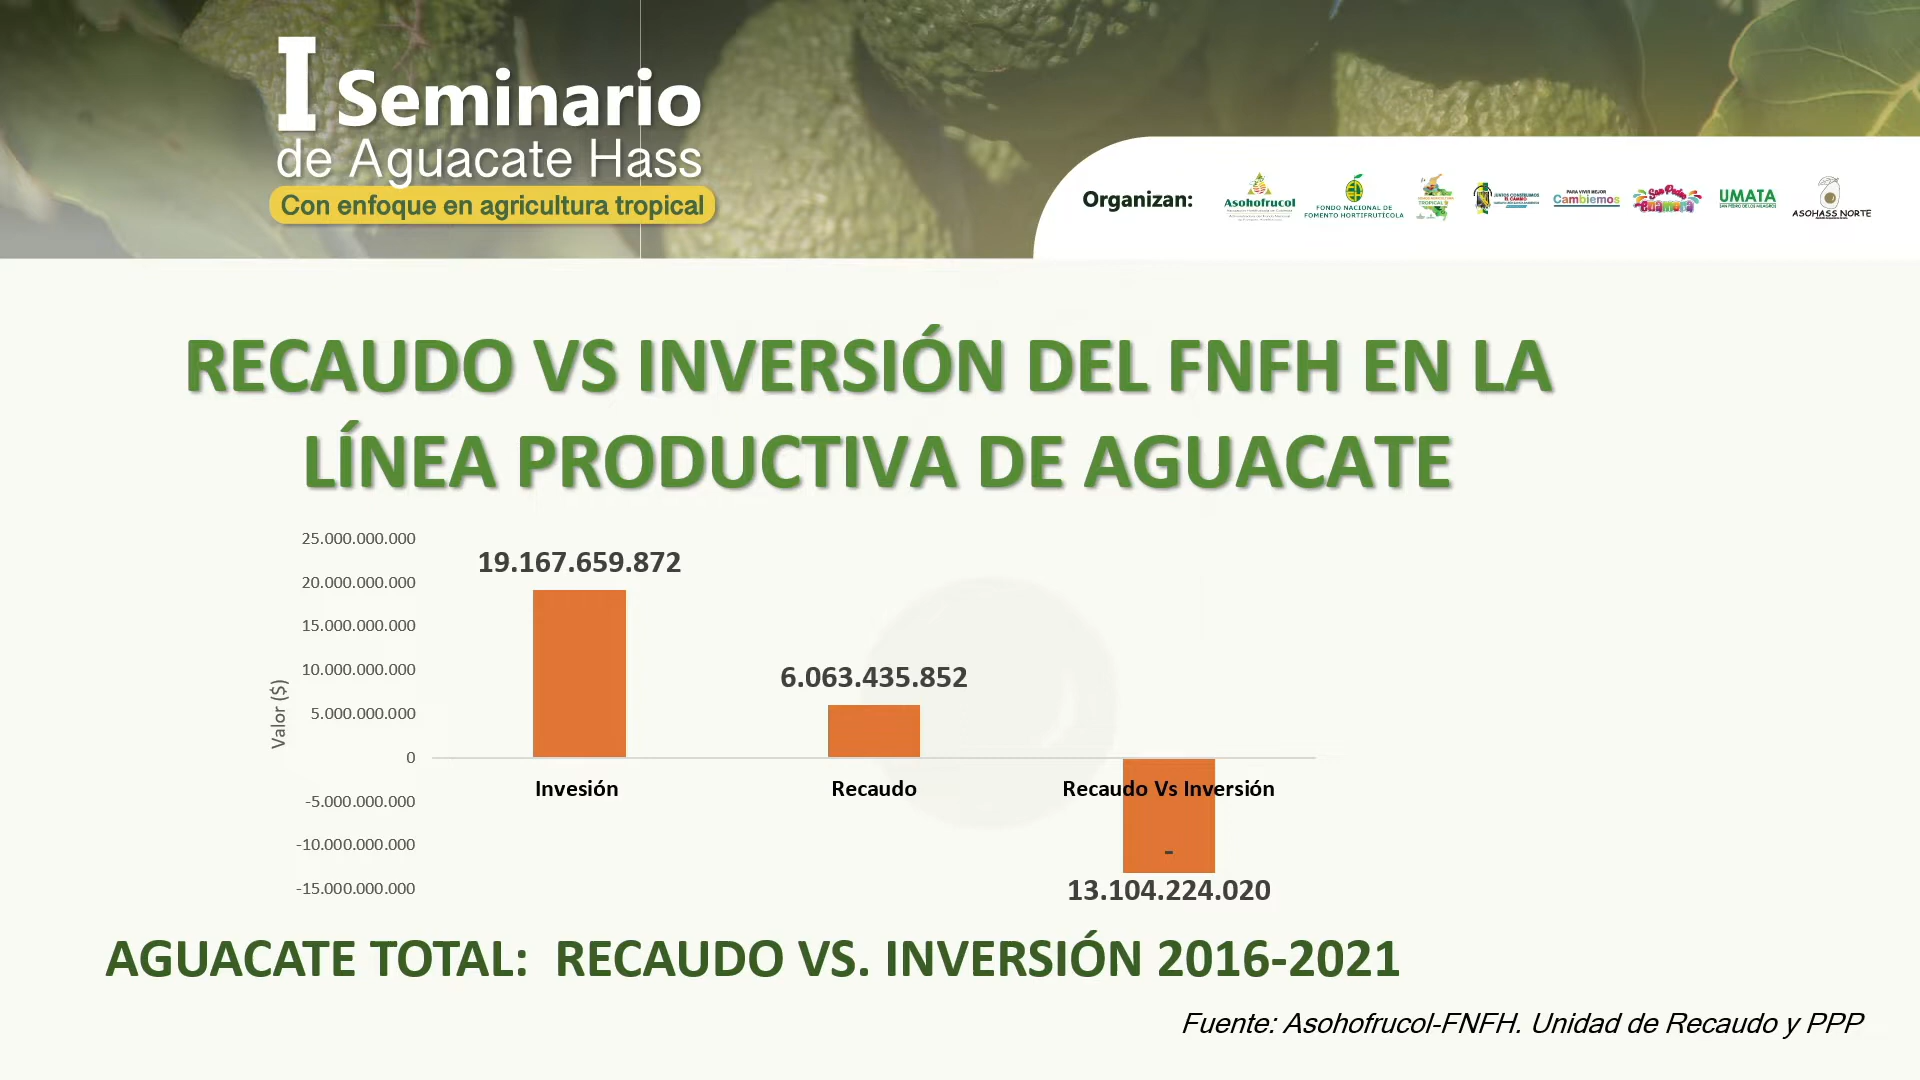 I Seminario
de Aguacate Hass
Con enfoque en agricultura tropical
Organizan:
Asohofrucol
FONDO NACIONAL DE
FOMENTO HORTIFRUTÍCOLA
PARA VIVIR MEJOR
Cambiemos
San Pedro
UMATA
ASOHASS NORTE
RECAUDO VS INVERSIÓN DEL FNFH EN LA
LÍNEA PRODUCTIVA DE AGUACATE
Valor ($)
25.000.000.000
20.000.000.000
15.000.000.000
10.000.000.000
5.000.000.000
0
-5.000.000.000
-10.000.000.000
-15.000.000.000
19.167.659.872
6.063.435.852
-
13.104.224.020
Invesión
Recaudo
Recaudo Vs Inversión
AGUACATE TOTAL: RECAUDO VS. INVERSIÓN 2016-2021
Fuente: Asohofrucol-FNFH. Unidad de Recaudo y PPP